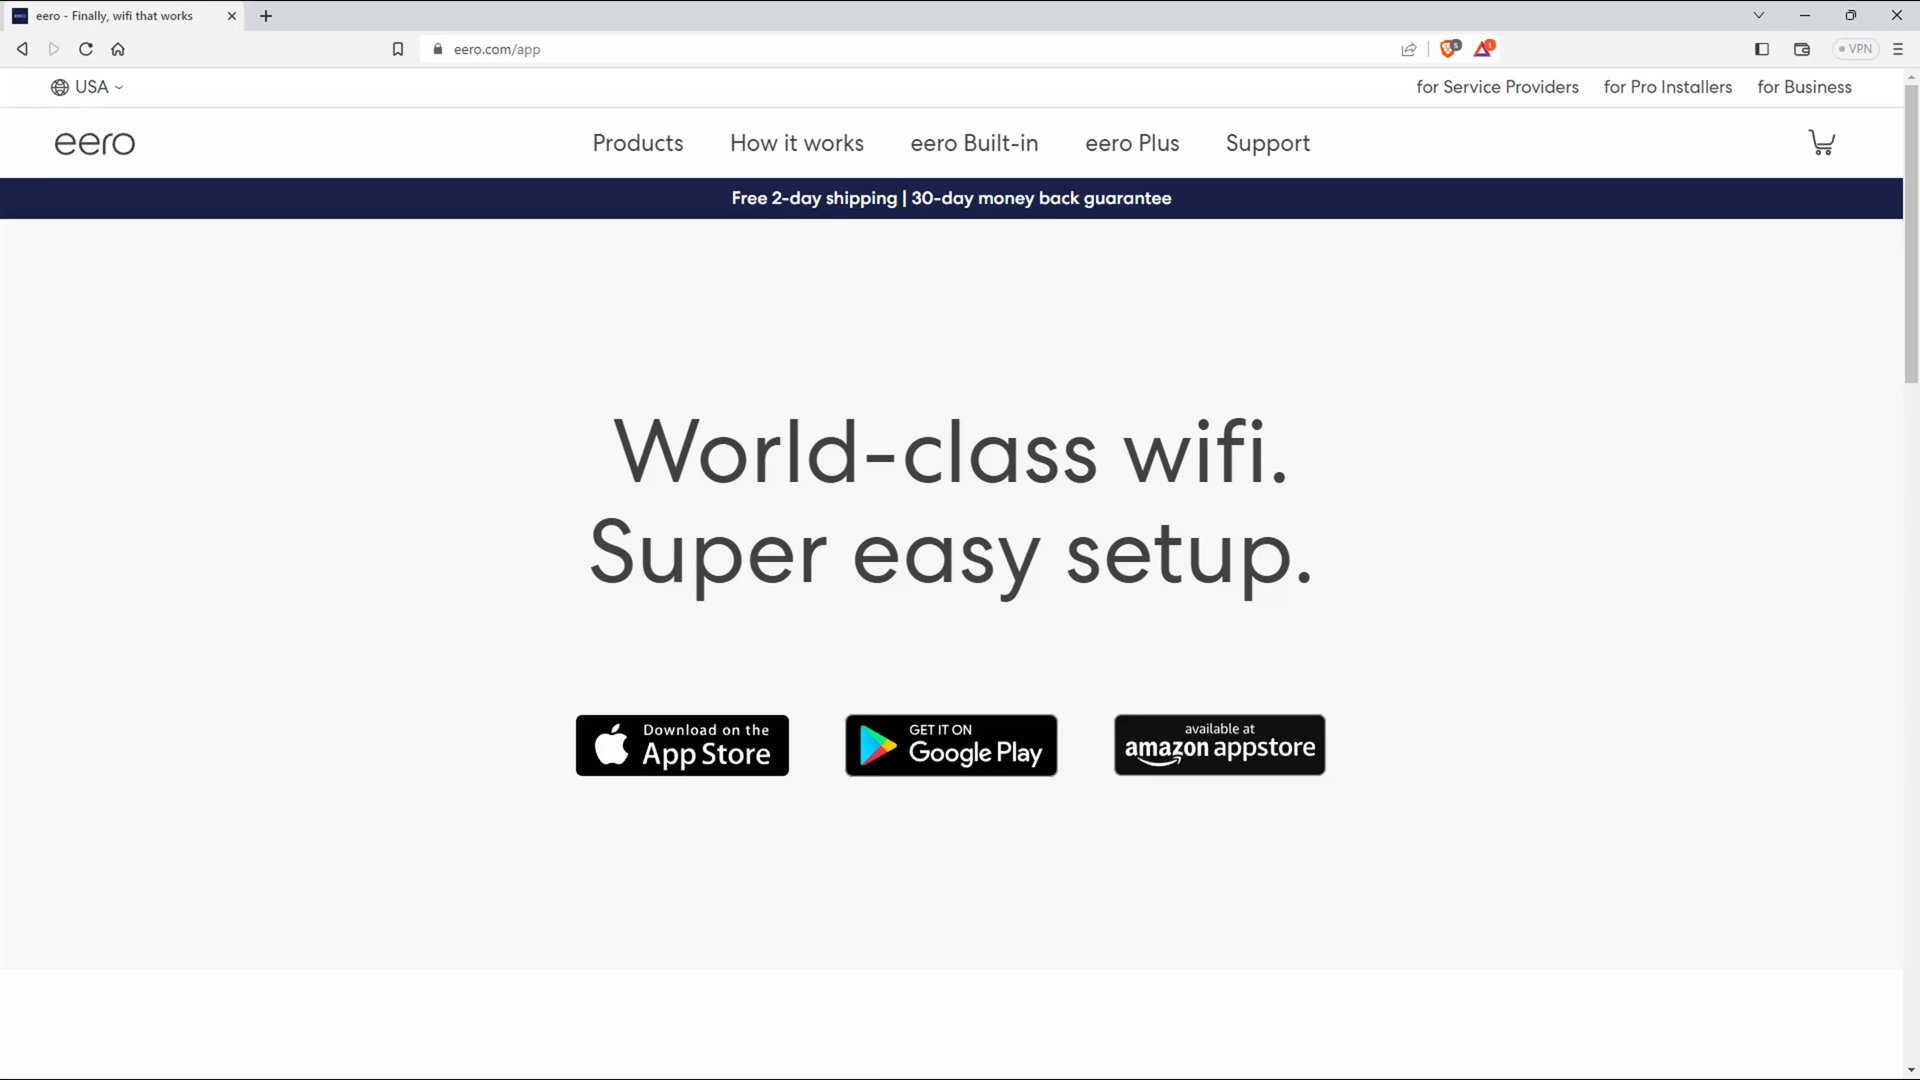 eero - Finally, wifi that works
eero.com/app
5
1
VPN
USA
for Service Providers
for Pro Installers
for Business
eero
Products
How it works
eero Built-in
eero Plus
Support
Free 2-day shipping | 30-day money back guarantee
World-class wifi.
Super easy setup.
Download on the
App Store
GET IT ON
Google Play
available at
amazon appstore